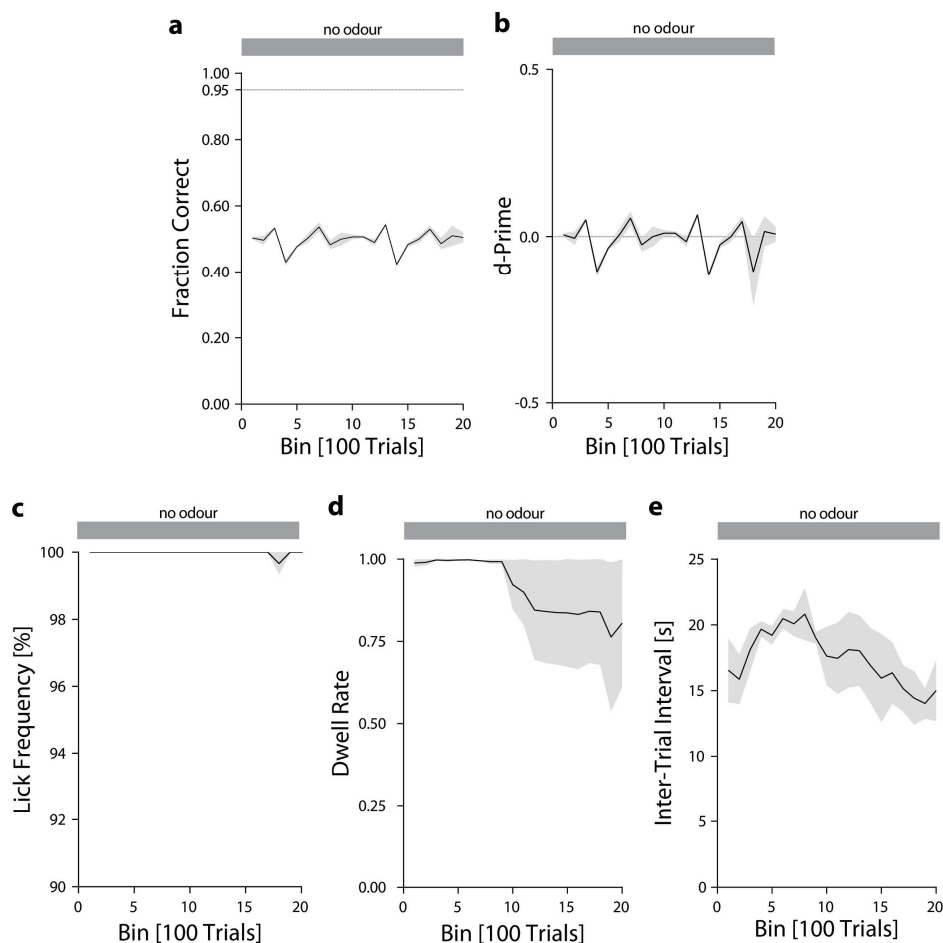 a
no odour
1.00
0.95
0.80
0.60
0.40
0.20
0.00
Fraction Correct
0 5 10 15 20
Bin [100 Trials]
b
no odour
0.5
0.0
-0.5
d-Prime
0 5 10 15 20
Bin [100 Trials]
c
no odour
100
98
96
94
92
90
Lick Frequency [%]
0 5 10 15 20
Bin [100 Trials]
d
no odour
1.00
0.75
0.50
0.25
0.00
Dwell Rate
0 5 10 15 20
Bin [100 Trials]
e
no odour
25
20
15
10
5
0
Inter-Trial Interval [s]
0 5 10 15 20
Bin [100 Trials]